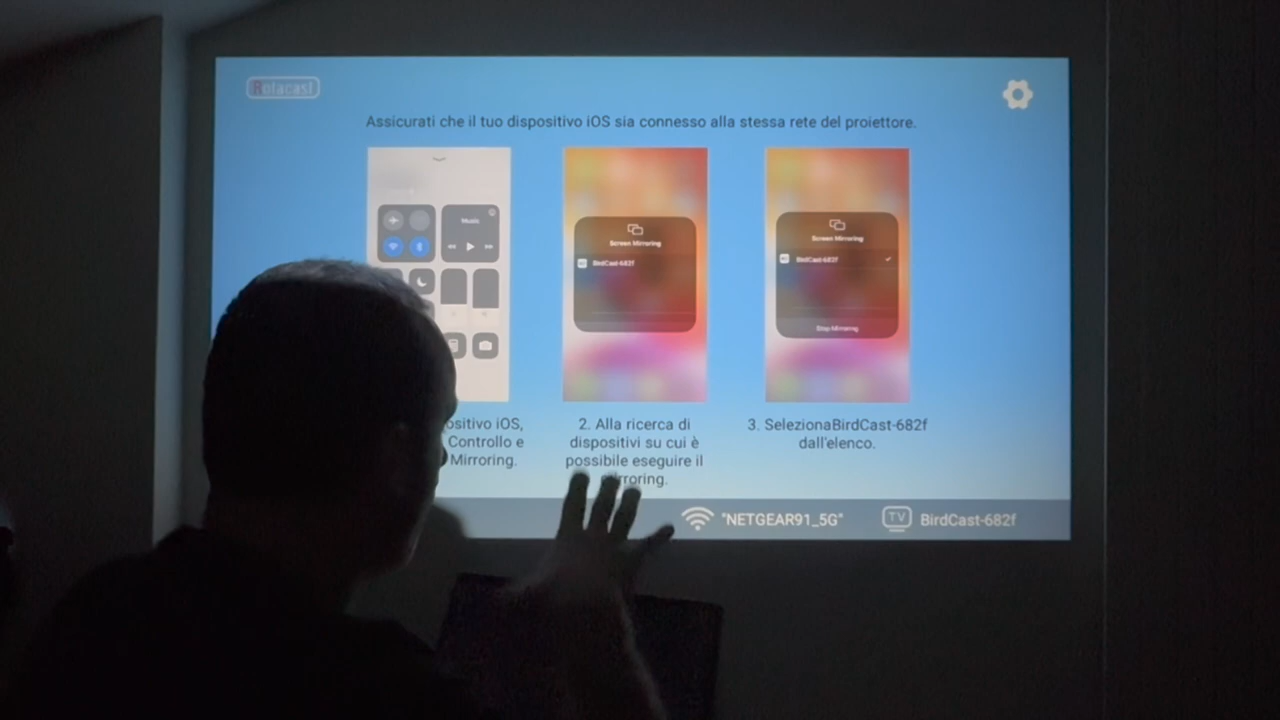 Rolacast
Assicurati che il tuo dispositivo iOS sia connesso alla stessa rete del proiettore.
Music
Screen Mirroring
BirdCast-682f
Screen Mirroring
BirdCast-682f
Stop Mirroring
ositivo iOS,
Controllo e
Mirroring.
2. Alla ricerca di
dispositivi su cui è
possibile eseguire il
rroring.
3. SelezionaBirdCast-682f
dall'elenco.
"NETGEAR91_5G"
TV
BirdCast-682f